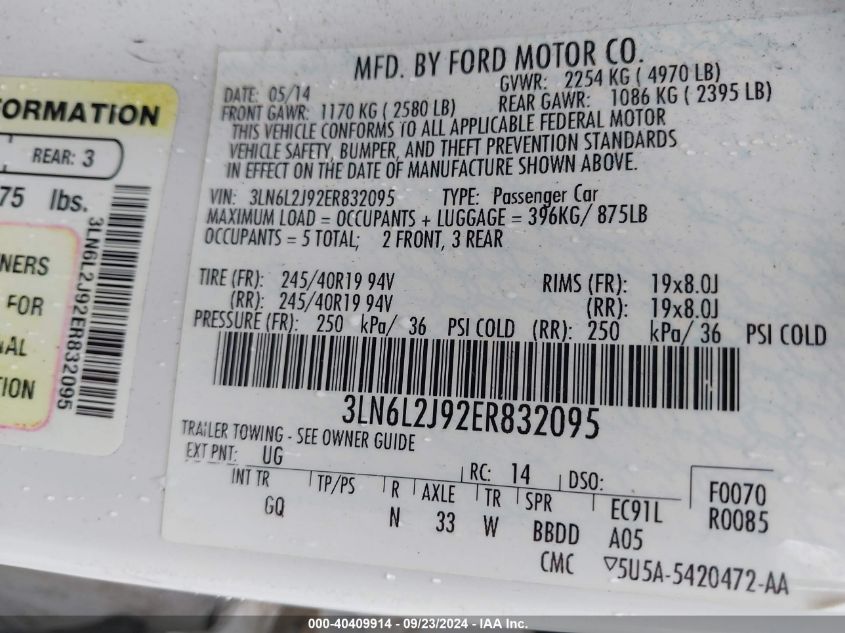 FORMATION
REAR: 3
75 lbs.
3LN6L2J92ER832095
NERS
FOR
AL
TION
MFD. BY FORD MOTOR CO.
DATE: 05/14
GVWR: 2254 KG ( 4970 LB)
FRONT GAWR: 1170 KG ( 2580 LB)
REAR GAWR: 1086 KG ( 2395 LB)
THIS VEHICLE CONFORMS TO ALL APPLICABLE FEDERAL MOTOR
VEHICLE SAFETY, BUMPER, AND THEFT PREVENTION STANDARDS
IN EFFECT ON THE DATE OF MANUFACTURE SHOWN ABOVE.
VIN: 3LN6L2J92ER832095 TYPE: Passenger Car
MAXIMUM LOAD = OCCUPANTS + LUGGAGE = 396KG/ 875LB
OCCUPANTS = 5 TOTAL; 2 FRONT, 3 REAR
TIRE (FR): 245/40R19 94V RIMS (FR): 19x8.0J
(RR): 245/40R19 94V (RR): 19x8.0J
PRESSURE (FR): 250 kPa/ 36 PSI COLD (RR): 250 kPa/ 36 PSI COLD
3LN6L2J92ER832095
TRAILER TOWING - SEE OWNER GUIDE
EXT PNT: UG RC: 14 DSO:
INT TR TP/PS R AXLE TR SPR EC91L F0070
GQ N 33 W BBDD A05 R0085
CMC ▽5U5A-5420472-AA
000-40409914 - 09/23/2024 - IAA Inc.